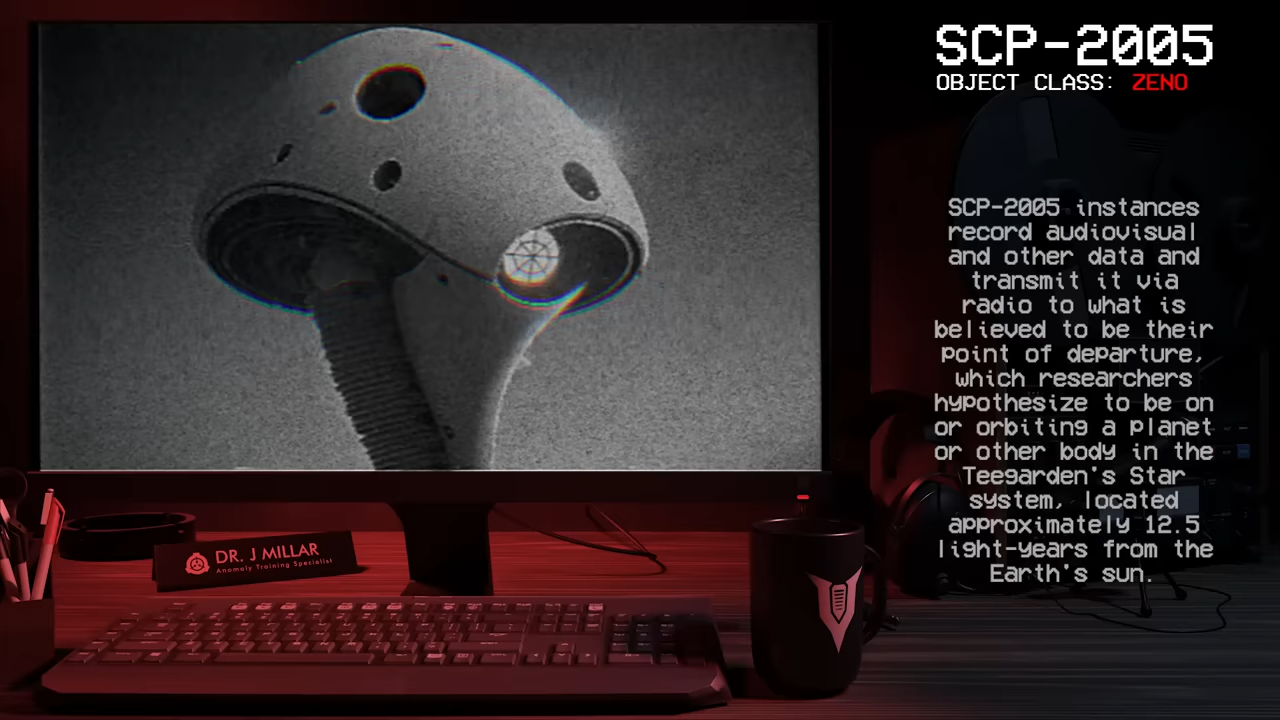 SCP-2005
OBJECT CLASS: ZENO
SCP-2005 instances
record audiovisual
and other data and
transmit it via
radio to what is
believed to be their
point of departure,
which researchers
hypothesize to be on
or orbiting a planet
or other body in the
Teegarden's Star
system, located
approximately 12.5
light-years from the
Earth's sun.
DR. J MILLAR
Anomaly Training Specialist